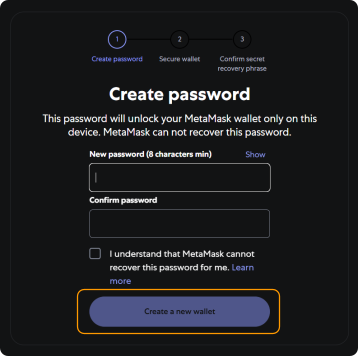 1 2 3
Create password Secure wallet Confirm secret
recovery phrase
Create password
This password will unlock your MetaMask wallet only on this
device. MetaMask can not recover this password.
New password (8 characters min) Show
Confirm password
I understand that MetaMask cannot
recover this password for me. Learn
more
Create a new wallet